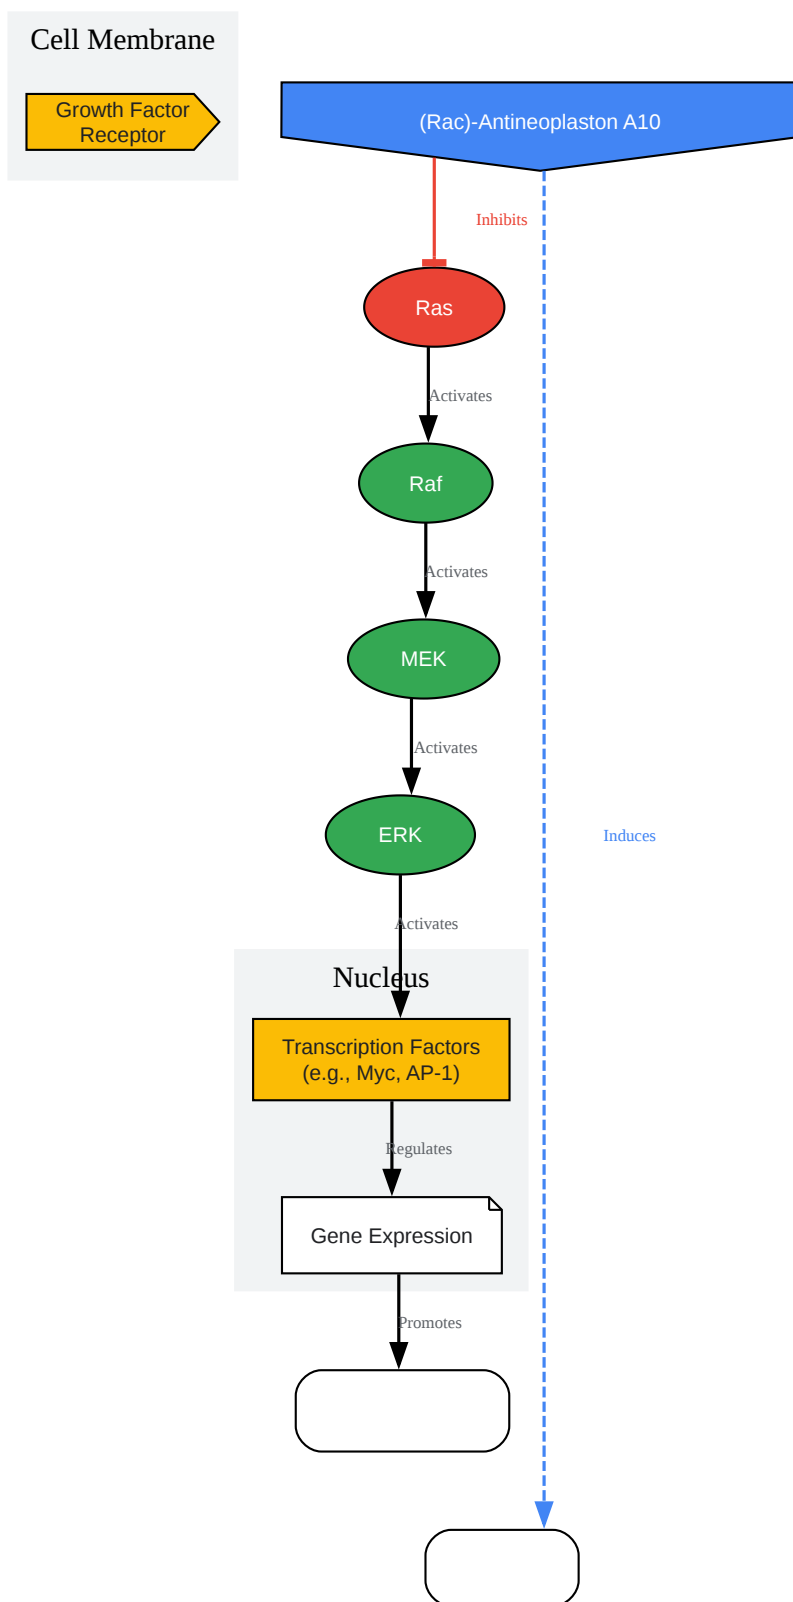 Cell Membrane
Growth Factor
Receptor
(Rac)-Antineoplaston A10
Inhibits
Ras
Activates
Raf
Activates
MEK
Activates
ERK
Induces
Activates
Nucleus
Transcription Factors
(e.g., Myc, AP-1)
Regulates
Gene Expression
Promotes